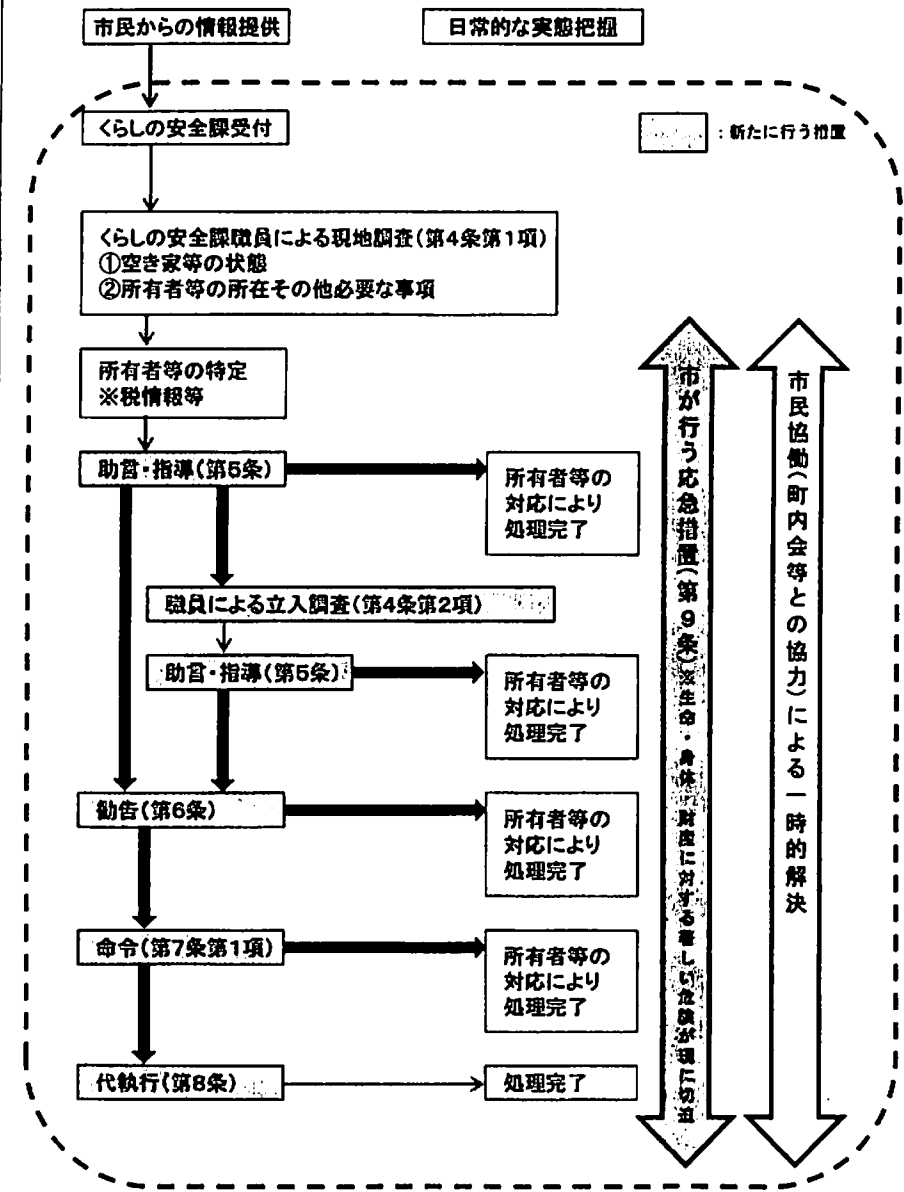 市民からの情報提供
日常的な実態把握
くらしの安全課受付
：新たに行う措置
くらしの安全課職員による現地調査(第4条第1項)
①空き家等の状態
②所有者等の所在その他必要な事項
所有者等の特定
※税情報等
助言・指導(第5条)
所有者等の
対応により
処理完了
職員による立入調査(第4条第2項)
助言・指導(第5条)
所有者等の
対応により
処理完了
勧告(第6条)
所有者等の
対応により
処理完了
命令(第7条第1項)
所有者等の
対応により
処理完了
代執行(第8条)
処理完了
市が行う応急措置(第9条)※生命・身体・財産に対する著しい危険が現に切迫
市民協働(町内会等との協力)による一時的解決